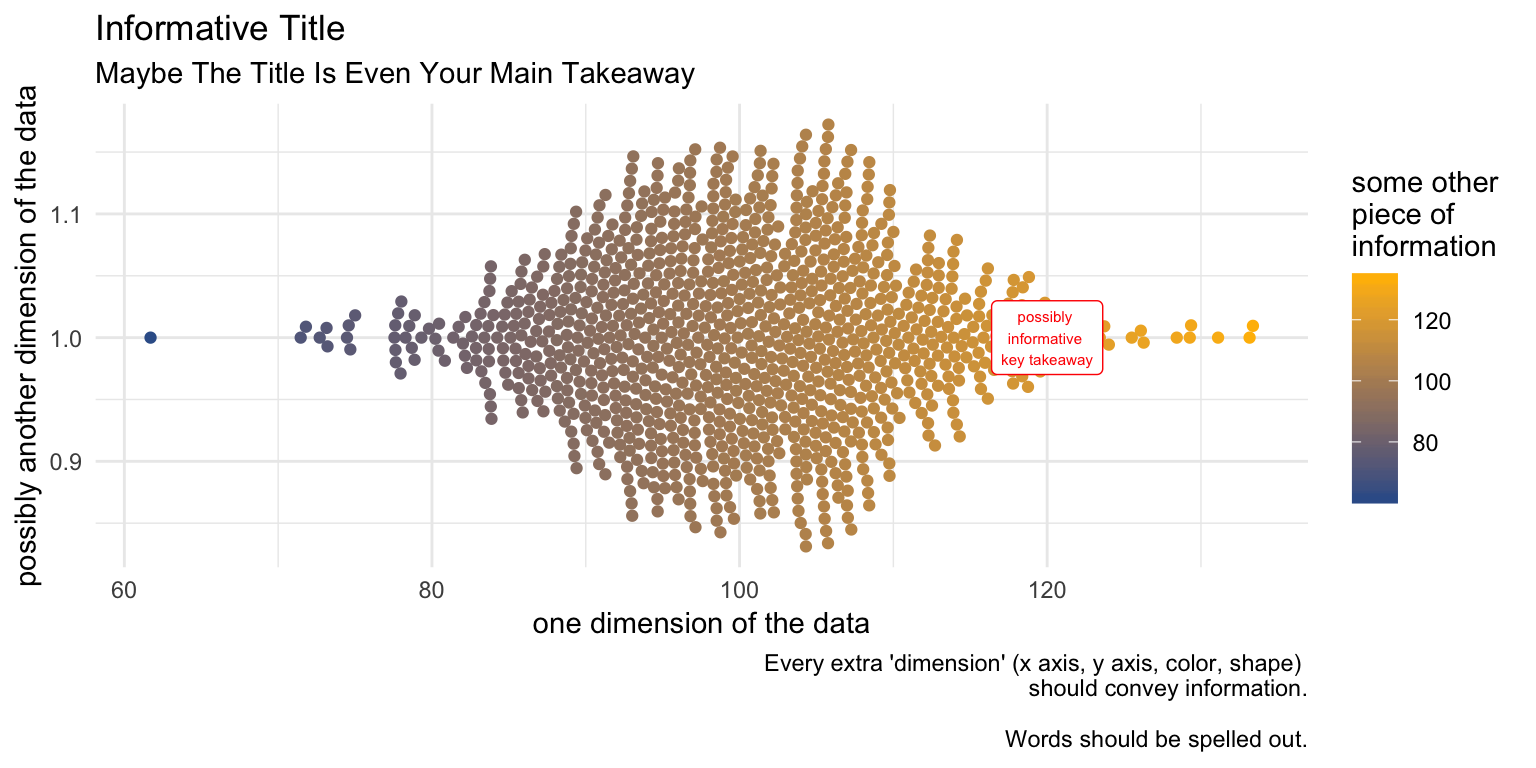 Informative Title
Maybe The Title Is Even Your Main Takeaway
possibly another dimension of the data
1.1
1.0
0.9
possibly
informative
key takeaway
60
80
100
120
one dimension of the data
some other
piece of
information
120
100
80
Every extra 'dimension' (x axis, y axis, color, shape)
should convey information.
Words should be spelled out.